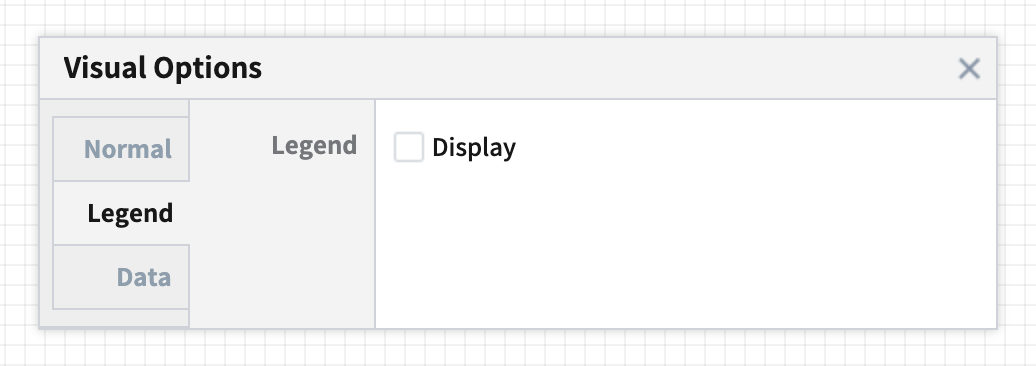 Visual Options
Normal
Legend
Data
Legend
Display